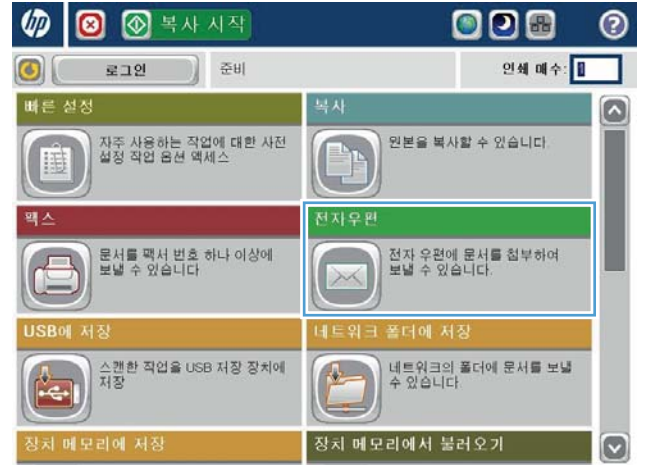 hp
복사 시작
?
로그인
준비
인쇄 매수: 1
빠른 설정
자주 사용하는 작업에 대한 사전
설정 작업 옵션 액세스
복사
원본을 복사할 수 있습니다.
팩스
문서를 팩서 번호 하나 이상에
보낼 수 있습니다
전자우편
전자 우편에 문서를 첨부하여
보낼 수 있습니다.
USB에 저장
스캔한 작업을 USB 저장 장치에
저장
네트워크 폴더에 저장
네트워크의 폴더에 문서를 보낼
수 있습니다
장치 메모리에 저장
장치 메모리에서 불러오기